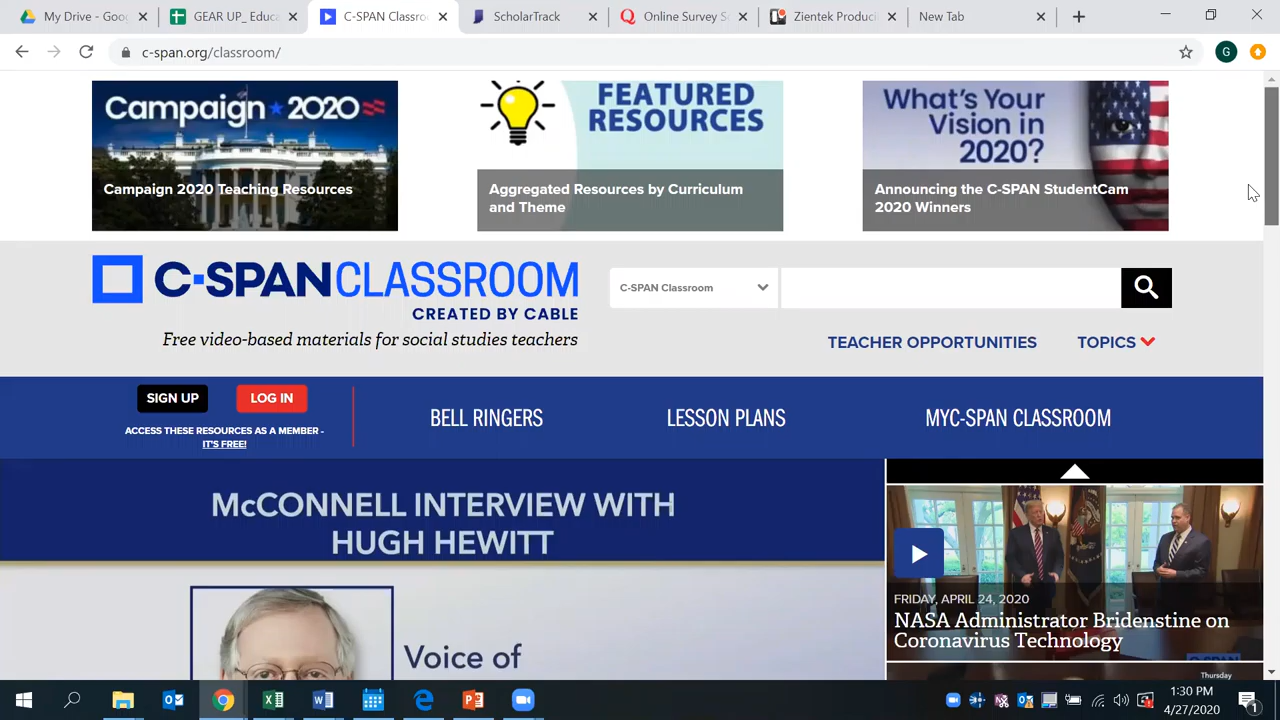 My Drive - Goog
GEAR UP_ Educa
C-SPAN Classro
ScholarTrack
Online Survey S
Zientek Produci
New Tab
c-span.org/classroom/
G
Campaign 2020
Campaign 2020 Teaching Resources
FEATURED
RESOURCES
Aggregated Resources by Curriculum
and Theme
What's Your
Vision in
2020?
Announcing the C-SPAN StudentCam
2020 Winners
C·SPANCLASSROOM
CREATED BY CABLE
Free video-based materials for social studies teachers
C-SPAN Classroom
TEACHER OPPORTUNITIES
TOPICS
SIGN UP
LOG IN
ACCESS THESE RESOURCES AS A MEMBER -
IT'S FREE!
BELL RINGERS
LESSON PLANS
MYC-SPAN CLASSROOM
McCONNELL INTERVIEW WITH
HUGH HEWITT
Voice of
FRIDAY, APRIL 24, 2020
NASA Administrator Bridenstine on
Coronavirus Technology
C-SPAN
Thursday
1:30 PM
4/27/2020
1